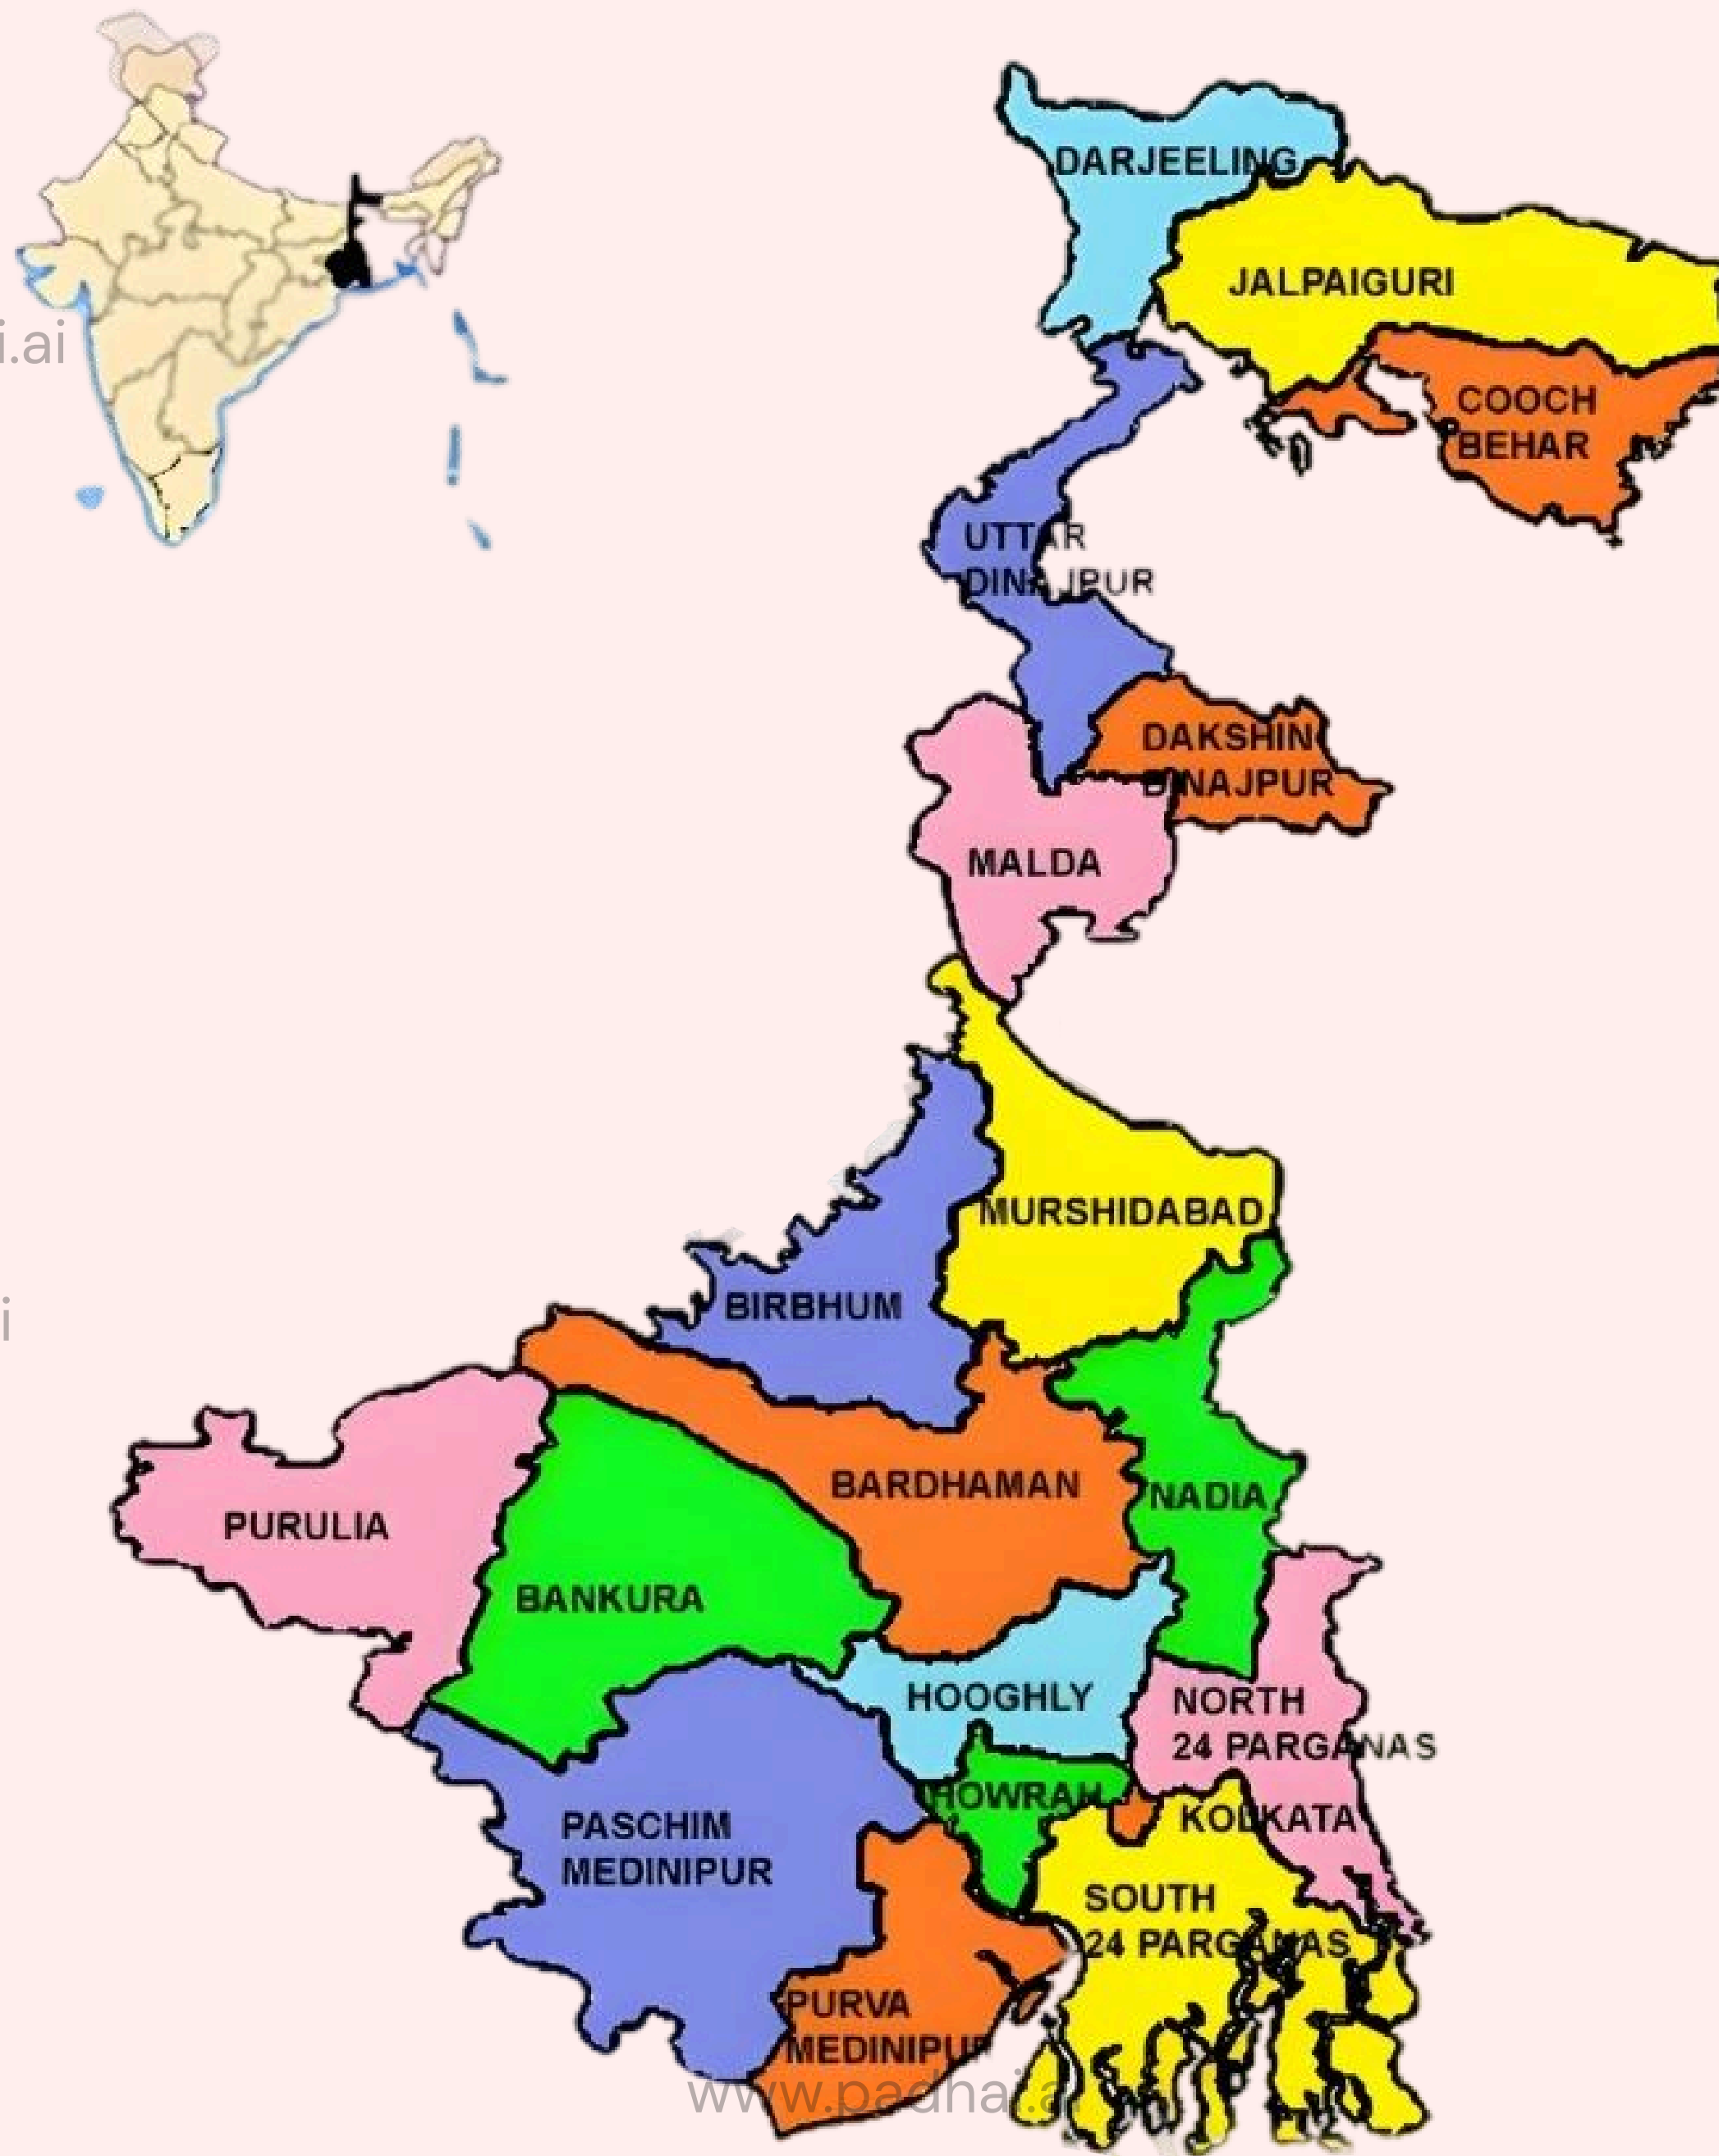 DARJEELING
JALPAIGURI
i.ai
COOCH
BEHAR
UTTAR
DINAJPUR
DAKSHIN
DINAJPUR
MALDA
MURSHIDABAD
BIRBHUM
i
BARDHAMAN
NADIA
PURULIA
BANKURA
HOOGHLY
NORTH
24 PARGANAS
HOWRAH
KOLKATA
PASCHIM
MEDINIPUR
SOUTH
24 PARGANAS
PURVA
MEDINIPUR
www.padhai.ai